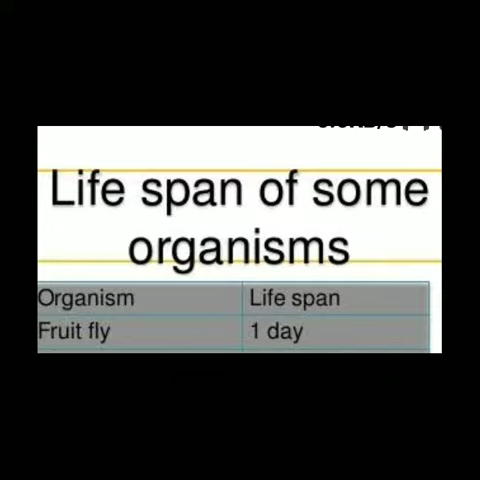 Life span of some
organisms
Organism Life span
Fruit fly 1 day